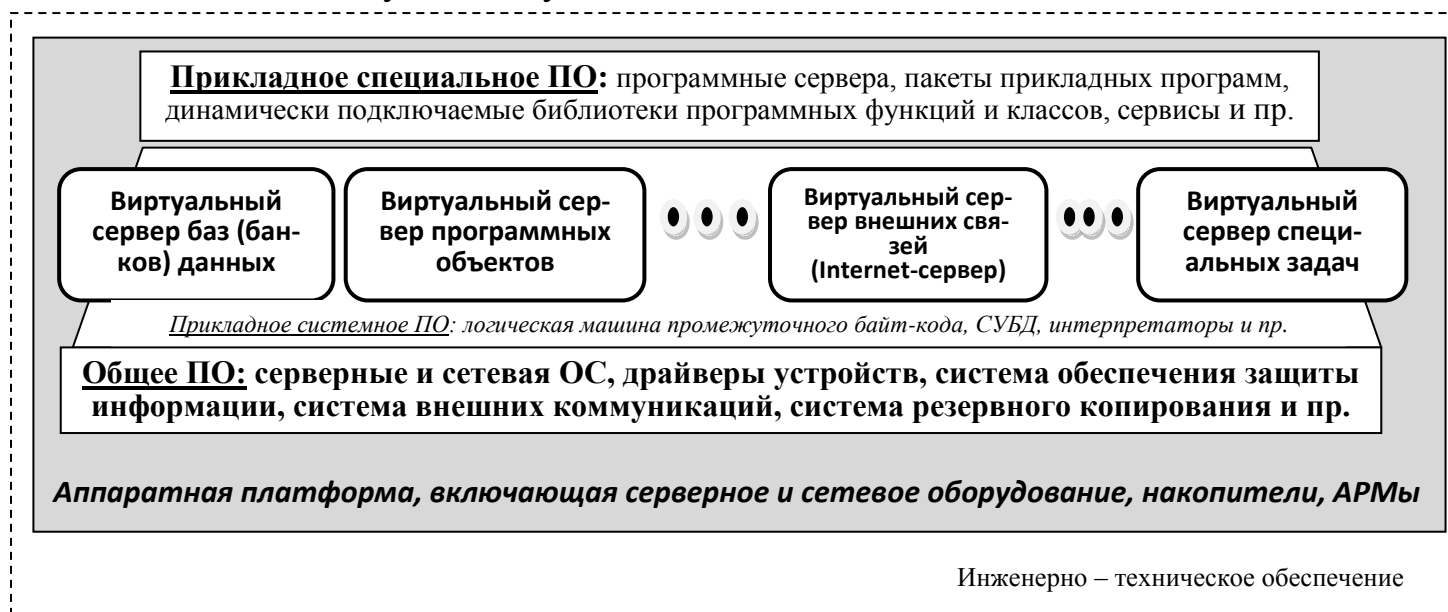 Прикладное специальное ПО: программные сервера, пакеты прикладных программ,
динамически подключаемые библиотеки программных функций и классов, сервисы и пр.
Виртуальный
сервер баз (бан-
ков) данных
Виртуальный сер-
вер программных
объектов
Виртуальный сер-
вер внешних свя-
зей
(Internet-сервер)
Виртуальный
сервер специ-
альных задач
Прикладное системное ПО: логическая машина промежуточного байт-кода, СУБД, интерпретаторы и пр.
Общее ПО: серверные и сетевая ОС, драйверы устройств, система обеспечения защиты
информации, система внешних коммуникаций, система резервного копирования и пр.
Аппаратная платформа, включающая серверное и сетевое оборудование, накопители, АРМы
Инженерно – техническое обеспечение